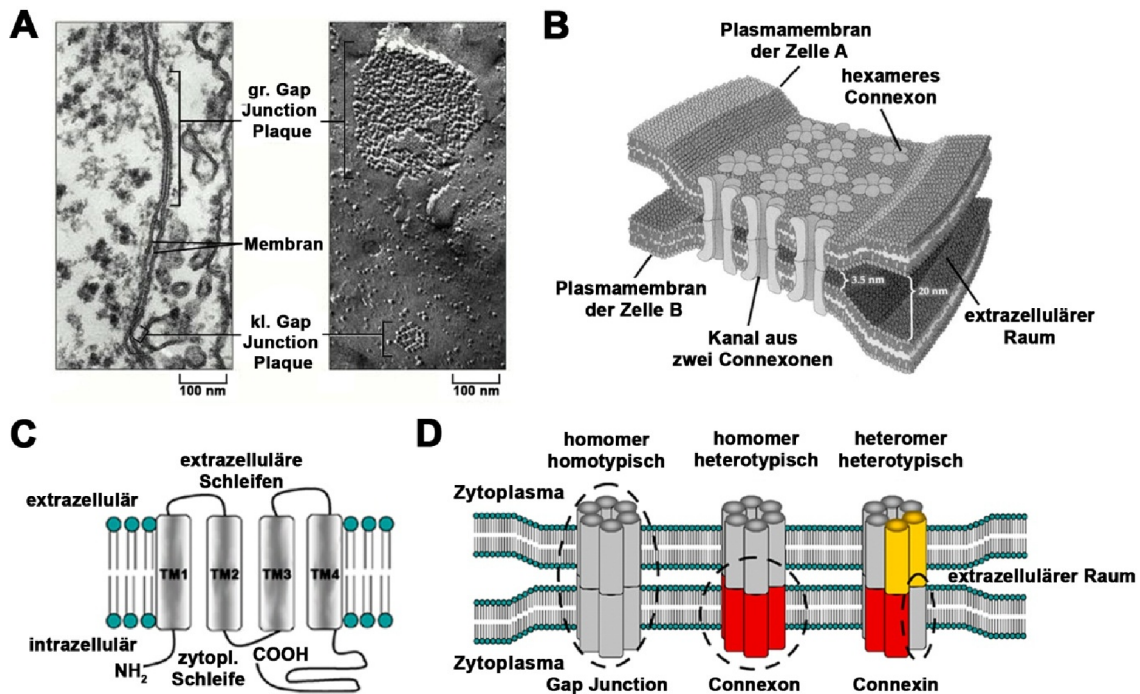 A
gr. Gap
Junction
Plaque
Membran
kl. Gap
Junction
Plaque
100 nm
100 nm
B
Plasmamembran
der Zelle A
hexameres
Connexon
3.5 nm
20 nm
Plasmamembran
der Zelle B
extrazellulärer
Raum
Kanal aus
zwei Connexonen
C
extrazelluläre
Schleifen
extrazellulär
TM1
TM2
TM3
TM4
intrazellulär
NH2
zytopl.
Schleife
COOH
D
homomer
homotypisch
homomer
heterotypisch
heteromer
heterotypisch
Zytoplasma
extrazellulärer Raum
Zytoplasma
Gap Junction
Connexon
Connexin